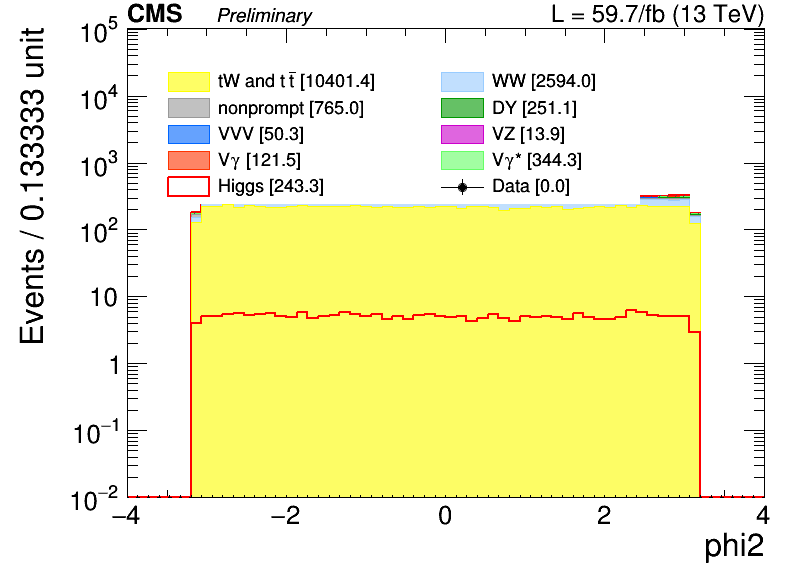 CMS Preliminary L = 59.7/fb (13 TeV)
Events / 0.133333 unit
10^5
10^4
10^3
10^2
10
1
10^−1
10^−2
tW and t t̅ [10401.4]
WW [2594.0]
nonprompt [765.0]
DY [251.1]
VVV [50.3]
VZ [13.9]
Vγ [121.5]
Vγ* [344.3]
Higgs [243.3]
Data [0.0]
−4 −2 0 2 4
phi2